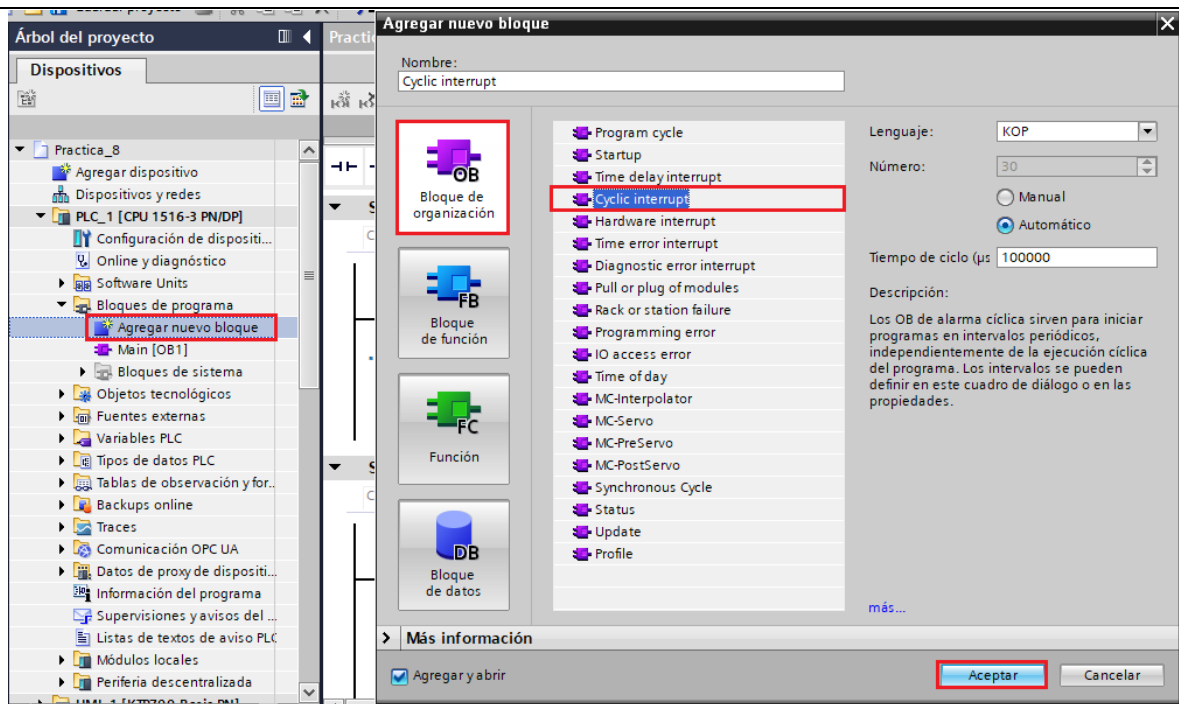 Agregar nuevo bloque
Árbol del proyecto
Dispositivos
Practica_8
Agregar dispositivo
Dispositivos y redes
PLC_1 [CPU 1516-3 PN/DP]
Configuración de dispositi...
Online y diagnóstico
Software Units
Bloques de programa
Agregar nuevo bloque
Main [OB1]
Bloques de sistema
Objetos tecnológicos
Fuentes externas
Variables PLC
Tipos de datos PLC
Tablas de observación y for..
Backups online
Traces
Comunicación OPC UA
Datos de proxy de dispositi...
Información del programa
Supervisiones y avisos del ...
Listas de textos de aviso PLC
Módulos locales
Periferia descentralizada
Nombre:
Cyclic interrupt
OB
Bloque de
organización
FB
Bloque
de función
FC
Función
DB
Bloque
de datos
Program cycle
Startup
Time delay interrupt
Cyclic interrupt
Hardware interrupt
Time error interrupt
Diagnostic error interrupt
Pull or plug of modules
Rack or station failure
Programming error
IO access error
Time of day
MC-Interpolator
MC-Servo
MC-PreServo
MC-PostServo
Synchronous Cycle
Status
Update
Profile
Lenguaje: KOP
Número: 30
Manual
Automático
Tiempo de ciclo (µs 100000
Descripción:
Los OB de alarma cíclica sirven para iniciar
programas en intervalos periódicos,
independientemente de la ejecución cíclica
del programa. Los intervalos se pueden
definir en este cuadro de diálogo o en las
propiedades.
más...
Más información
Agregar y abrir
Aceptar
Cancelar